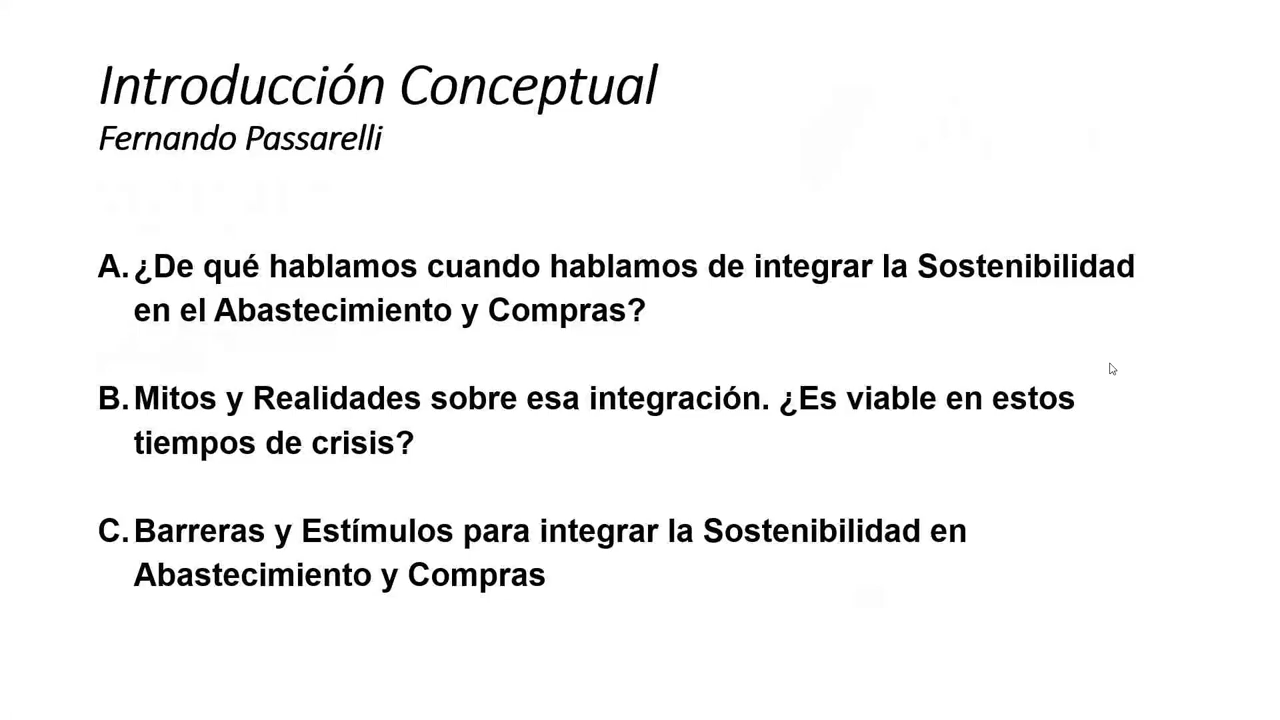 Introducción Conceptual
Fernando Passarelli
A. ¿De qué hablamos cuando hablamos de integrar la Sostenibilidad
en el Abastecimiento y Compras?
B. Mitos y Realidades sobre esa integración. ¿Es viable en estos
tiempos de crisis?
C. Barreras y Estímulos para integrar la Sostenibilidad en
Abastecimiento y Compras